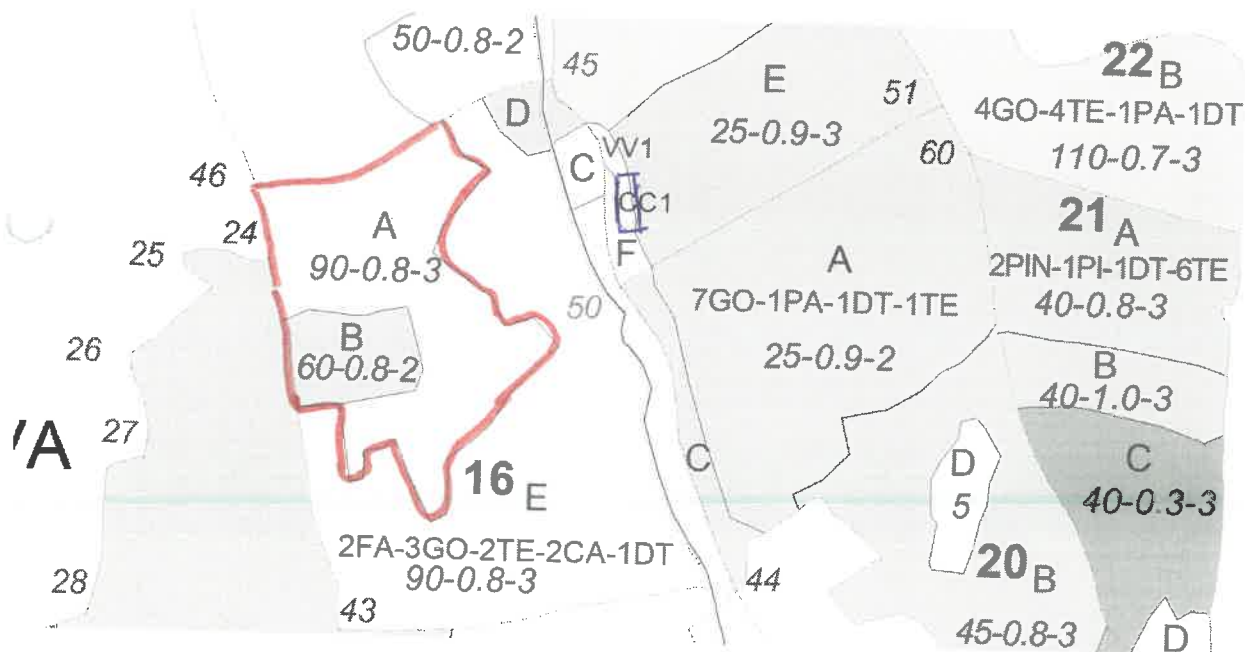 50-0.8-2
45
D
E
25-0.9-3
51
22 B
4GO-4TE-1PA-1DT
110-0.7-3
60
VV1
C
CC1
F
46
24
25
A
90-0.8-3
50
A
7GO-1PA-1DT-1TE
25-0.9-2
21 A
2PIN-1PI-1DT-6TE
40-0.8-3
26
B
60-0.8-2
B
40-1.0-3
27
VA
C
D
5
C
40-0.3-3
16 E
2FA-3GO-2TE-2CA-1DT
90-0.8-3
28
43
44
20 B
45-0.8-3
D